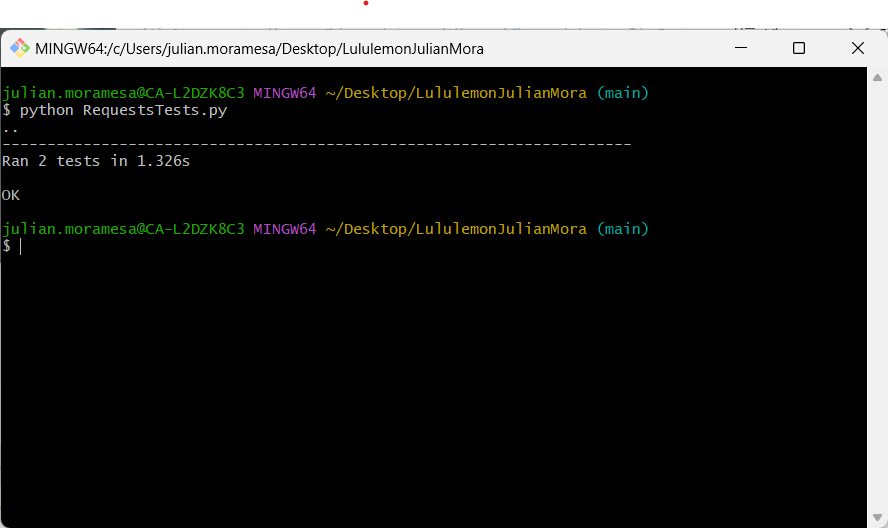 MINGW64:/c/Users/julian.moramesa/Desktop/LululemonJulianMora
julian.moramesa@CA-L2DZK8C3 MINGW64 ~/Desktop/LululemonJulianMora (main)
$ python RequestsTests.py
..
----------------------------------------------------------------------
Ran 2 tests in 1.326s
OK
julian.moramesa@CA-L2DZK8C3 MINGW64 ~/Desktop/LululemonJulianMora (main)
$